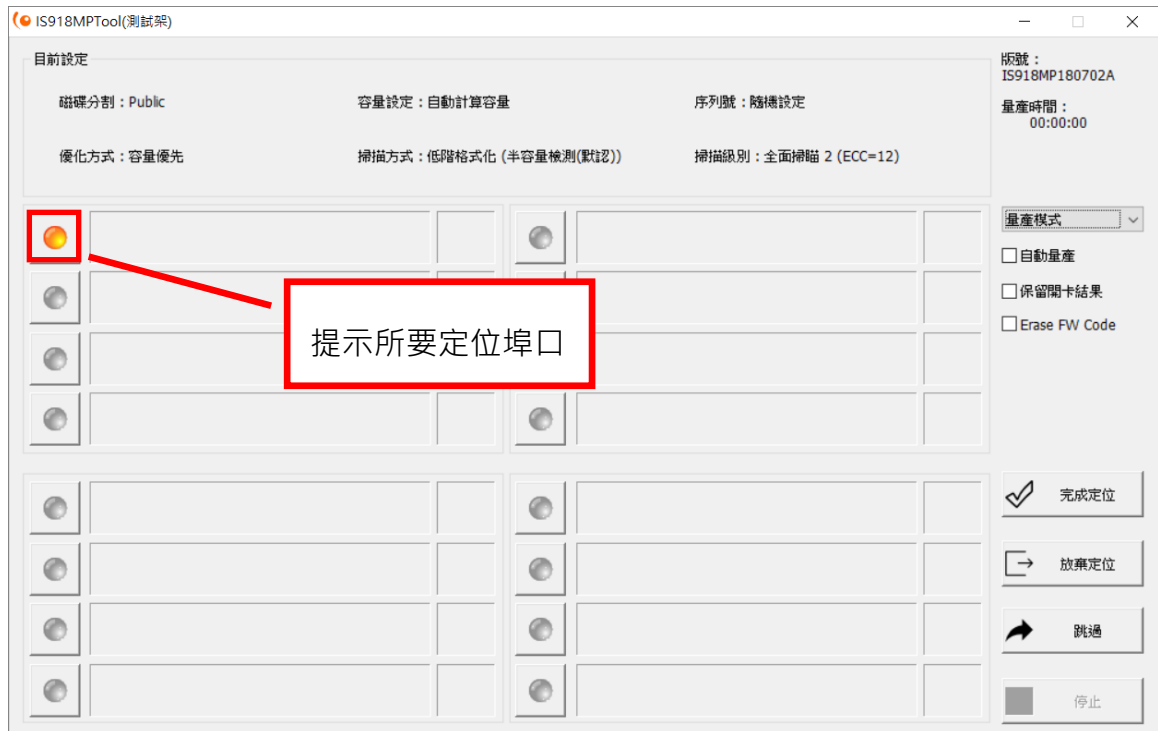 IS918MPTool(測試架)
目前設定
磁碟分割：Public
容量設定：自動計算容量
序列號：隨機設定
優化方式：容量優先
掃描方式：低階格式化 (半容量檢測(默認))
掃描級別：全面掃瞄 2 (ECC=12)
版號：
IS918MP180702A
量產時間：
00:00:00
量產模式
自動量產
保留開卡結果
Erase FW Code
提示所要定位埠口
完成定位
放棄定位
跳過
停止